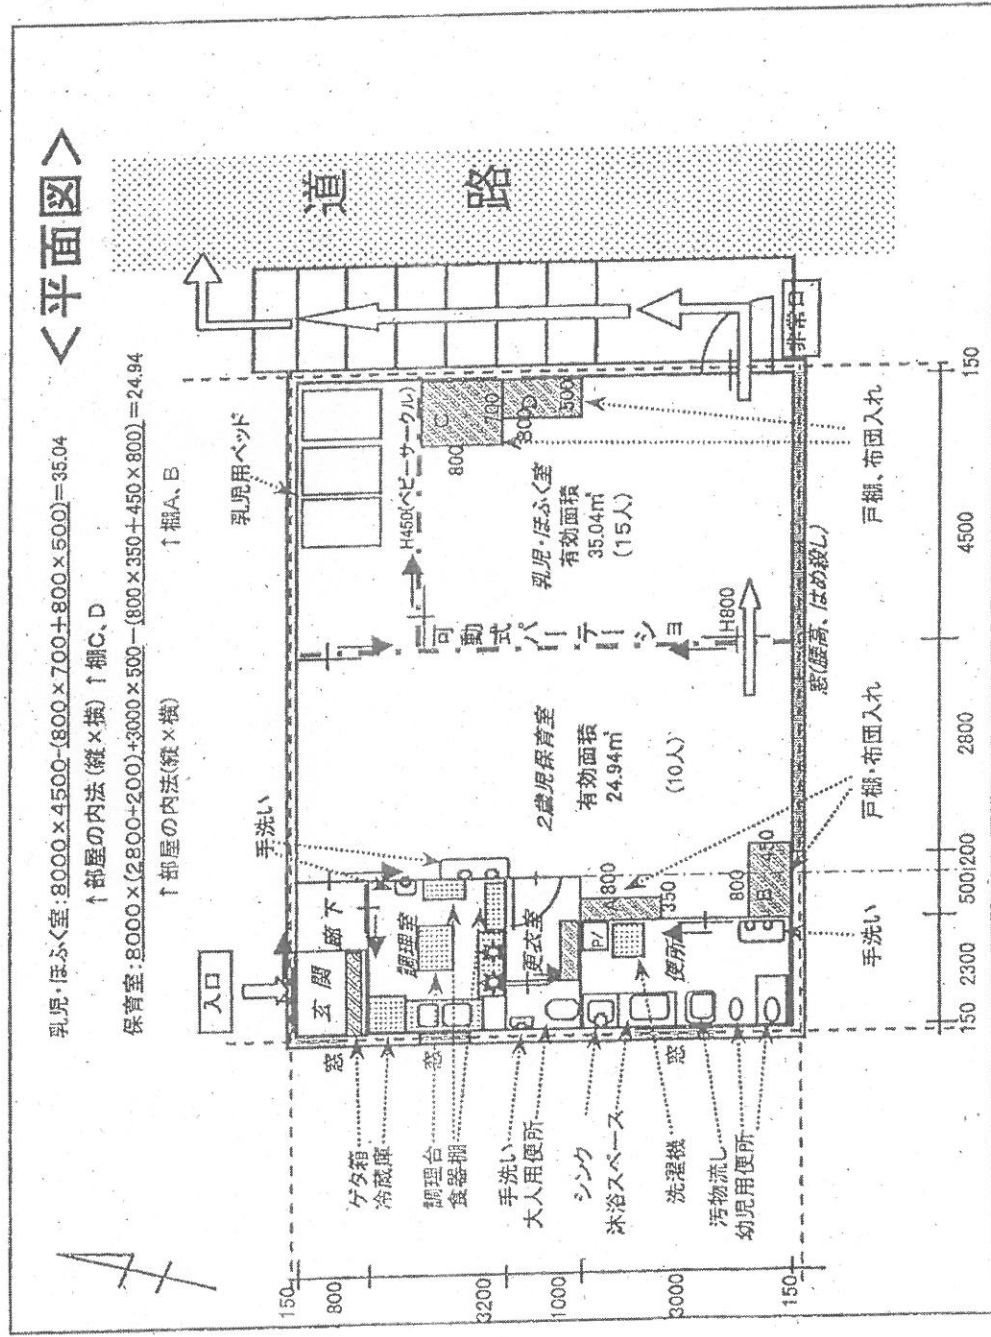 <平面図>
乳児・ほふく室:8000×4500-(800×700+800×500)=35.04
↑部屋の内法(縦×横) ↑棚C、D
保育室:8000×(2800+200)+3000×500-(800×350+450×800)=24.94
↑部屋の内法(縦×横)
↑棚A、B
道路
入口
手洗い
乳児用ベッド
玄関
廊下
調理室
更衣室
便所
P/
窓
窓
窓
ゲタ箱
冷蔵庫
調理台
食器棚
手洗い
大人用便所
シンク
沐浴スペース
洗濯機
汚物流し
幼児用便所
2歳児保育室
有効面積
24.94㎡
(10人)
可動式パーテーショ
H450(ベビーサークル)
乳児・ほふく室
有効面積
35.04㎡
(15人)
C
800
700
D
800
500
A
800
350
B
800
450
H800
非常口
窓(腰高、はめ殺し)
手洗い
戸棚・布団入れ
戸棚、布団入れ
150
800
3200
1000
3000
150
150
2300
500
200
2800
4500
150